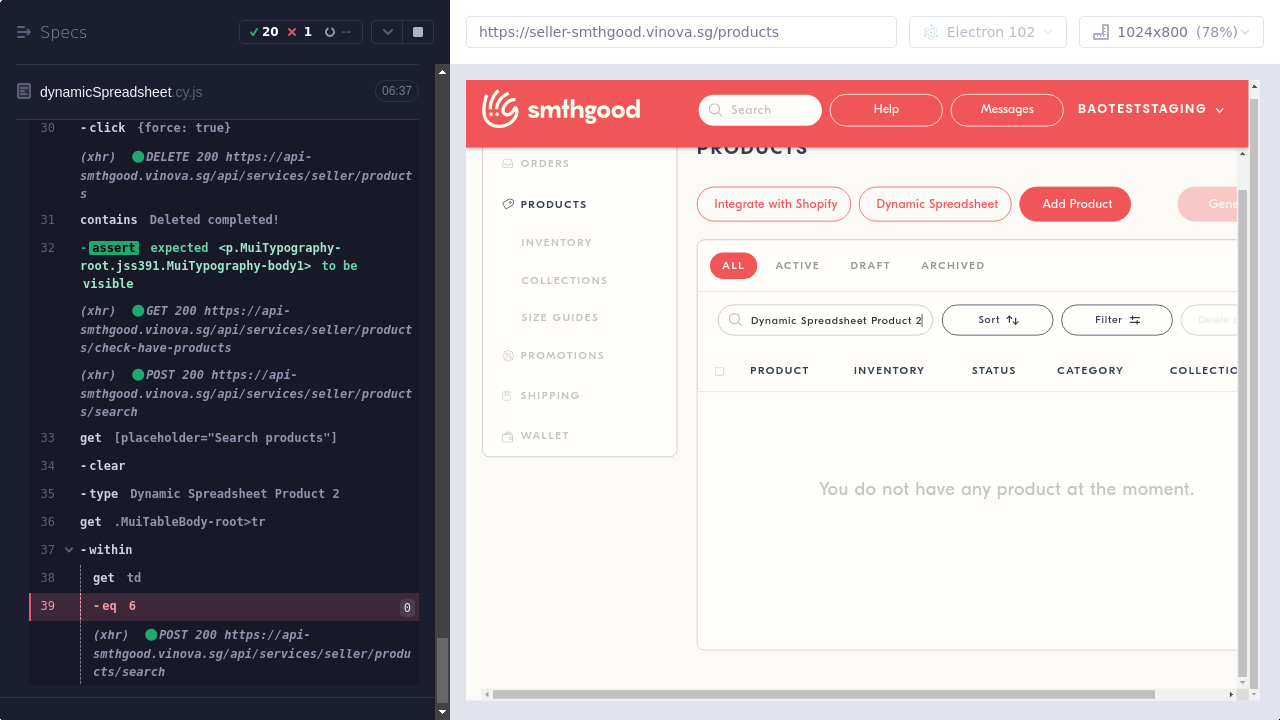 Specs
20
1
--
dynamicSpreadsheet.cy.js
06:37
30 -click {force: true}
(xhr) DELETE 200 https://api-
smthgood.vinova.sg/api/services/seller/product
s
31 contains Deleted completed!
32 -assert expected <p.MuiTypography-
root.jss391.MuiTypography-body1> to be
visible
(xhr) GET 200 https://api-
smthgood.vinova.sg/api/services/seller/product
s/check-have-products
(xhr) POST 200 https://api-
smthgood.vinova.sg/api/services/seller/product
s/search
33 get [placeholder="Search products"]
34 -clear
35 -type Dynamic Spreadsheet Product 2
36 get .MuiTableBody-root>tr
37 -within
38 get td
39 -eq 6 0
(xhr) POST 200 https://api-
smthgood.vinova.sg/api/services/seller/produ
cts/search
https://seller-smthgood.vinova.sg/products
Electron 102
1024x800 (78%)
smthgood
Search
Help
Messages
BAOTESTSTAGING
ORDERS
PRODUCTS
INVENTORY
COLLECTIONS
SIZE GUIDES
PROMOTIONS
SHIPPING
WALLET
PRODUCTS
Integrate with Shopify
Dynamic Spreadsheet
Add Product
Gene
ALL
ACTIVE
DRAFT
ARCHIVED
Dynamic Spreadsheet Product 2
Sort
Filter
Delete p
PRODUCT
INVENTORY
STATUS
CATEGORY
COLLECTIO
You do not have any product at the moment.